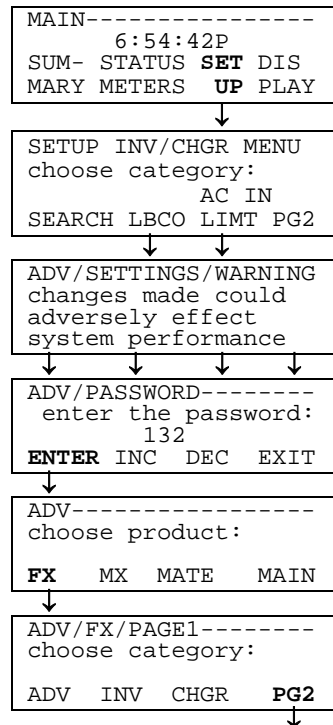 MAIN----------------
6:54:42P
SUM- STATUS SET DIS
MARY METERS UP PLAY
SETUP INV/CHGR MENU
choose category:
AC IN
SEARCH LBCO LIMT PG2
ADV/SETTINGS/WARNING
changes made could
adversely effect
system performance
ADV/PASSWORD--------
enter the password:
132
ENTER INC DEC EXIT
ADV-----------------
choose product:
FX MX MATE MAIN
ADV/FX/PAGE1--------
choose category:
ADV INV CHGR PG2